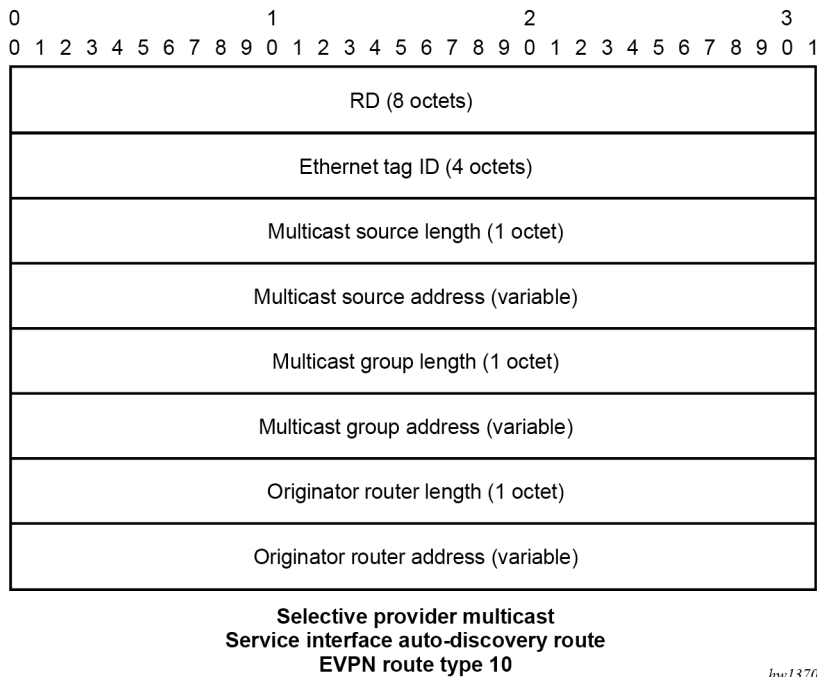 0 1 2 3
0 1 2 3 4 5 6 7 8 9 0 1 2 3 4 5 6 7 8 9 0 1 2 3 4 5 6 7 8 9 0 1
RD (8 octets)
Ethernet tag ID (4 octets)
Multicast source length (1 octet)
Multicast source address (variable)
Multicast group length (1 octet)
Multicast group address (variable)
Originator router length (1 octet)
Originator router address (variable)
Selective provider multicast
Service interface auto-discovery route
EVPN route type 10
hw1370